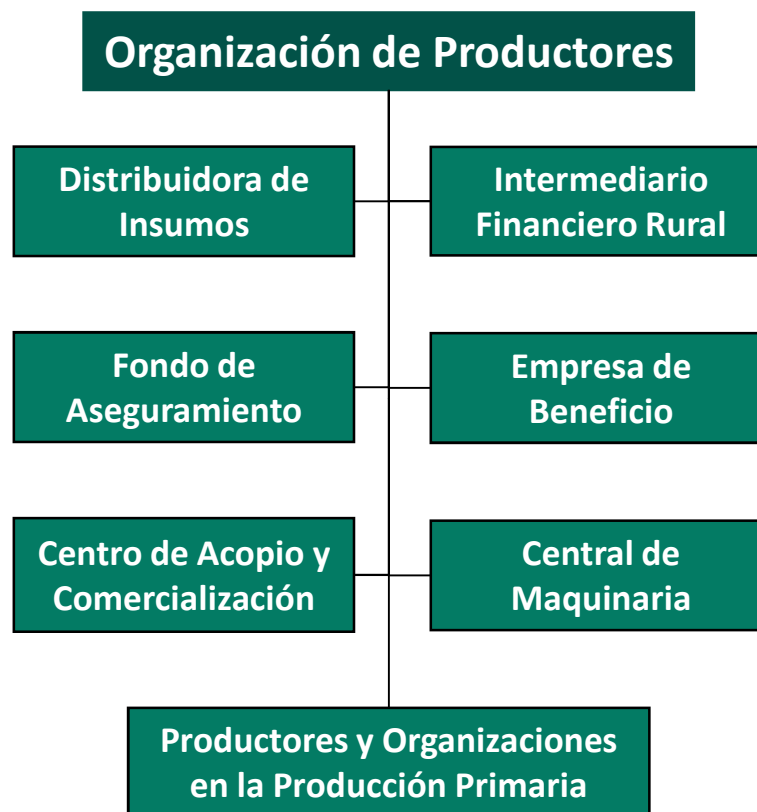 Organización de Productores
Distribuidora de
Insumos
Intermediario
Financiero Rural
Fondo de
Aseguramiento
Empresa de
Beneficio
Centro de Acopio y
Comercialización
Central de
Maquinaria
Productores y Organizaciones
en la Producción Primaria